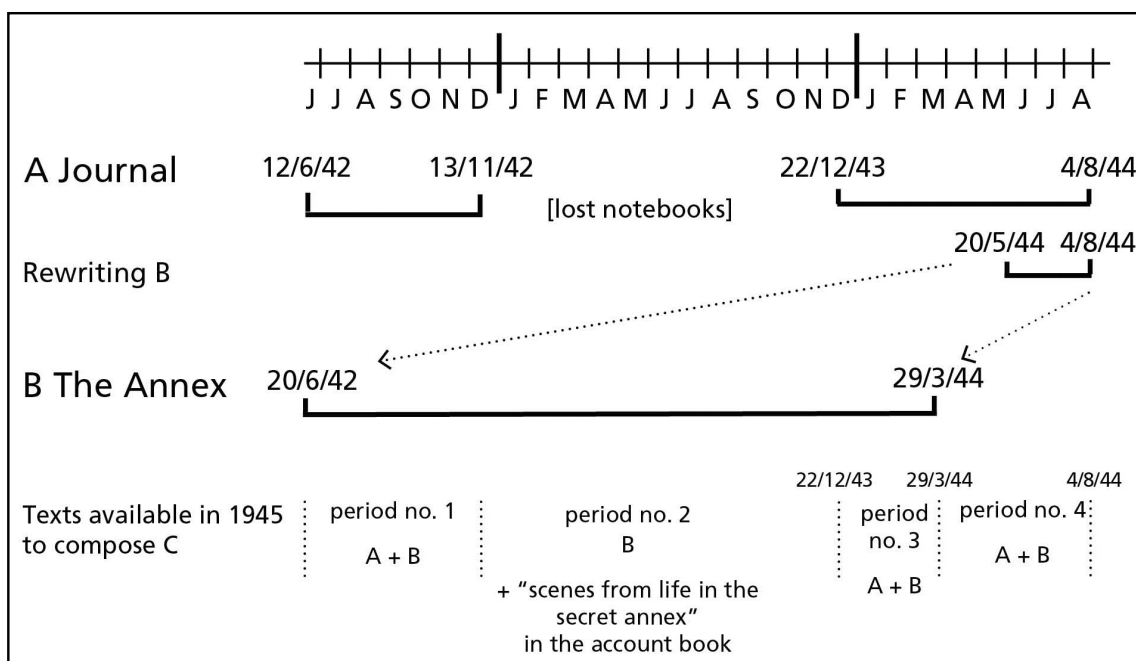 J J A S O N D J F M A M J J A S O N D J F M A M J J A
A Journal
12/6/42 13/11/42 22/12/43 4/8/44
[lost notebooks]
20/5/44 4/8/44
Rewriting B
B The Annex
20/6/42 29/3/44
22/12/43 29/3/44 4/8/44
Texts available in 1945
to compose C
period no. 1
A + B
period no. 2
B
+ “scenes from life in the
secret annex”
in the account book
period
no. 3
A + B
period no. 4
A + B